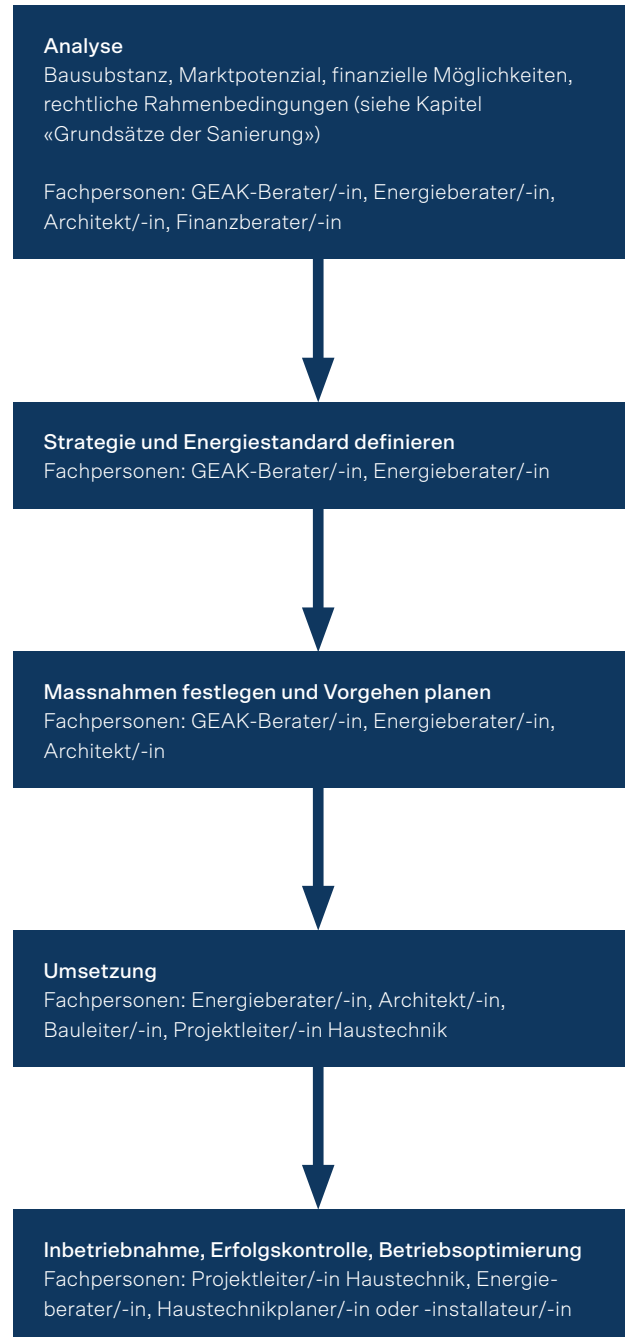 Analyse
Bausubstanz, Marktpotenzial, finanzielle Möglichkeiten,
rechtliche Rahmenbedingungen (siehe Kapitel
«Grundsätze der Sanierung»)
Fachpersonen: GEAK-Berater/-in, Energieberater/-in,
Architekt/-in, Finanzberater/-in
Strategie und Energiestandard definieren
Fachpersonen: GEAK-Berater/-in, Energieberater/-in
Massnahmen festlegen und Vorgehen planen
Fachpersonen: GEAK-Berater/-in, Energieberater/-in,
Architekt/-in
Umsetzung
Fachpersonen: Energieberater/-in, Architekt/-in,
Bauleiter/-in, Projektleiter/-in Haustechnik
Inbetriebnahme, Erfolgskontrolle, Betriebsoptimierung
Fachpersonen: Projektleiter/-in Haustechnik, Energie-
berater/-in, Haustechnikplaner/-in oder -installateur/-in